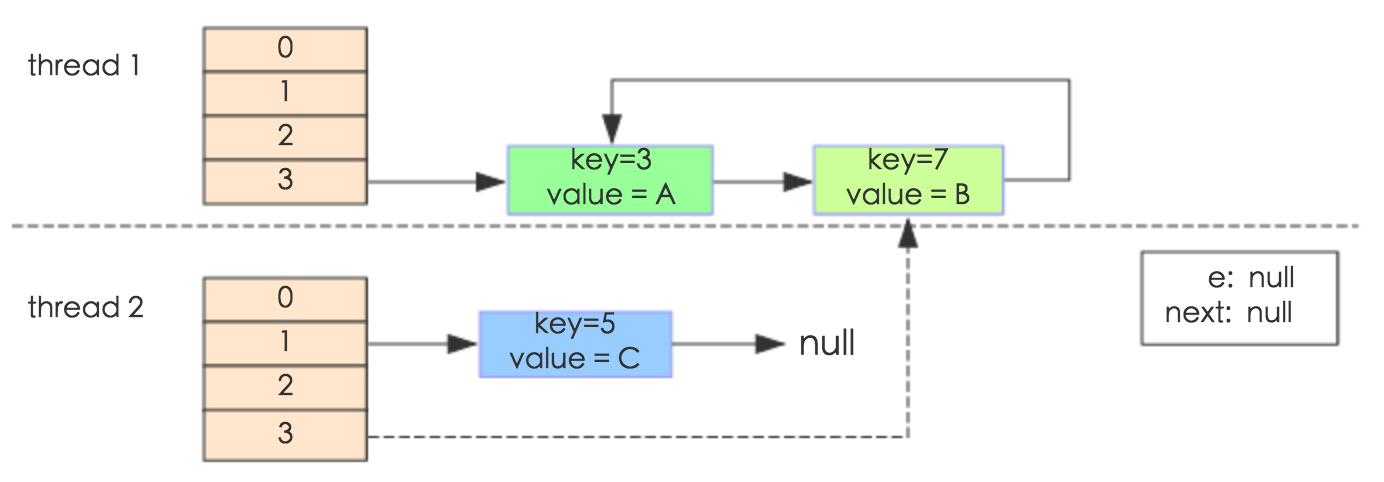 thread 1
0
1
2
3
key=3
value = A
key=7
value = B
thread 2
0
1
2
3
key=5
value = C
null
e: null
next: null